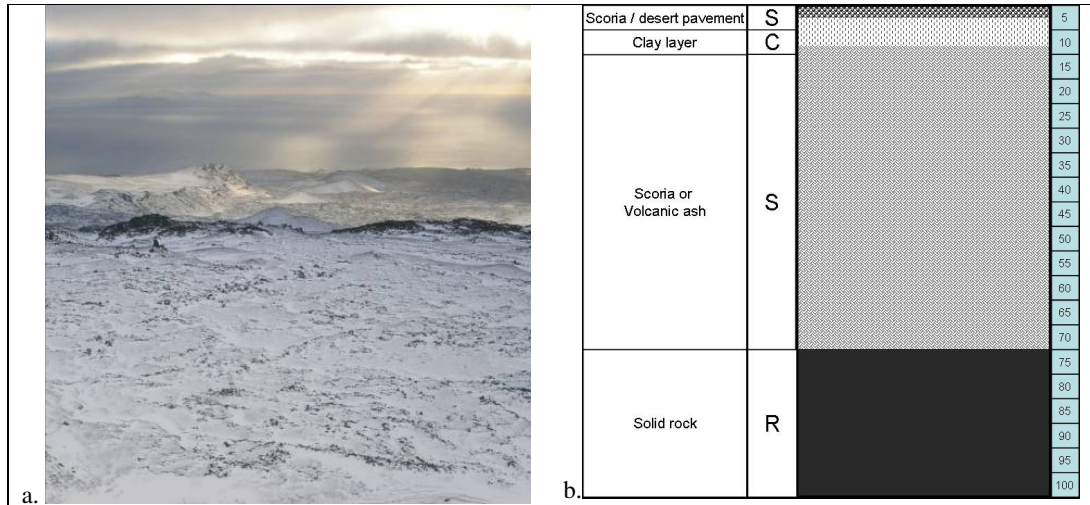 Scoria / desert pavement S 5
Clay layer C 10
15
20
25
30
35
Scoria or
Volcanic ash S 40
45
50
55
60
65
70
75
80
Solid rock R 85
90
95
100
a. b.